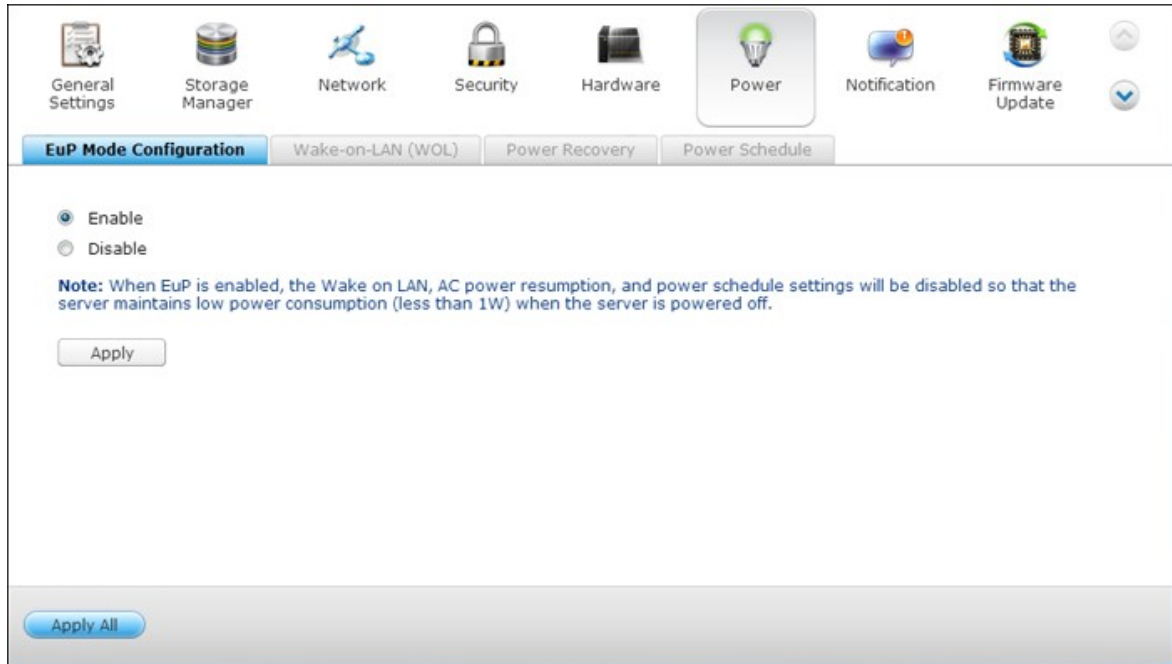 General Settings
Storage Manager
Network
Security
Hardware
Power
1
Notification
Firmware Update
EuP Mode Configuration
Wake-on-LAN (WOL)
Power Recovery
Power Schedule
Enable
Disable
Note: When EuP is enabled, the Wake on LAN, AC power resumption, and power schedule settings will be disabled so that the
server maintains low power consumption (less than 1W) when the server is powered off.
Apply
Apply All